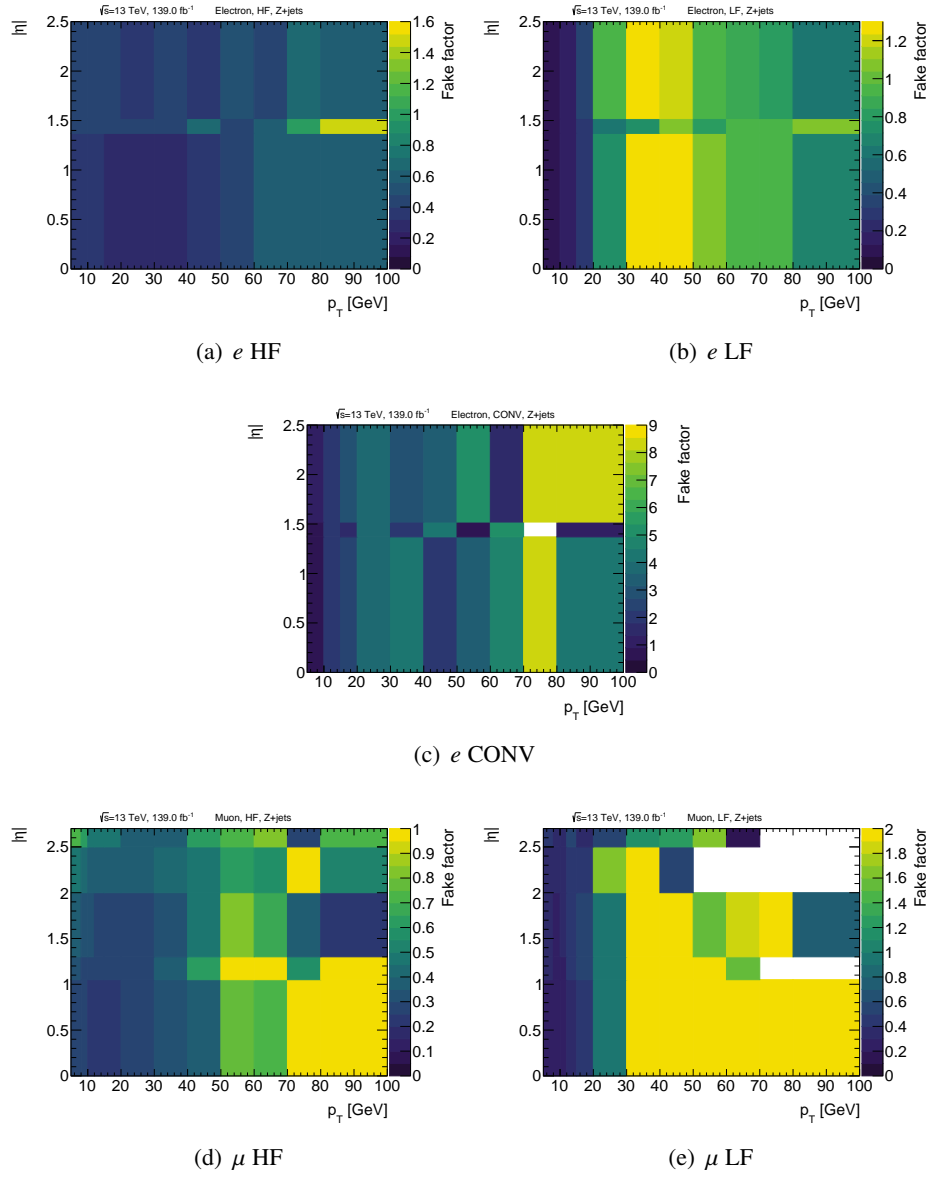 √s=13 TeV, 139.0 fb⁻¹ Electron, HF, Z+jets
|η|
2.5
2
1.5
1
0.5
0
10 20 30 40 50 60 70 80 90 100
p_T [GeV]
1.6
1.4
1.2
1
0.8
0.6
0.4
0.2
0
Fake factor
(a) e HF
√s=13 TeV, 139.0 fb⁻¹ Electron, LF, Z+jets
|η|
2.5
2
1.5
1
0.5
0
10 20 30 40 50 60 70 80 90 100
p_T [GeV]
1.2
1
0.8
0.6
0.4
0.2
0
Fake factor
(b) e LF
√s=13 TeV, 139.0 fb⁻¹ Electron, CONV, Z+jets
|η|
2.5
2
1.5
1
0.5
0
10 20 30 40 50 60 70 80 90 100
p_T [GeV]
9
8
7
6
5
4
3
2
1
0
Fake factor
(c) e CONV
√s=13 TeV, 139.0 fb⁻¹ Muon, HF, Z+jets
|η|
2.5
2
1.5
1
0.5
0
10 20 30 40 50 60 70 80 90 100
p_T [GeV]
1
0.9
0.8
0.7
0.6
0.5
0.4
0.3
0.2
0.1
0
Fake factor
(d) μ HF
√s=13 TeV, 139.0 fb⁻¹ Muon, LF, Z+jets
|η|
2.5
2
1.5
1
0.5
0
10 20 30 40 50 60 70 80 90 100
p_T [GeV]
2
1.8
1.6
1.4
1.2
1
0.8
0.6
0.4
0.2
0
Fake factor
(e) μ LF